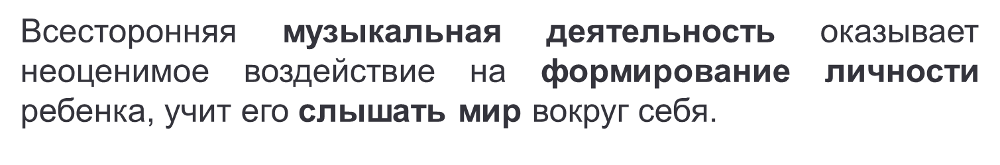 Всесторонняя музыкальная деятельность оказывает
неоценимое воздействие на формирование личности
ребенка, учит его слышать мир вокруг себя.